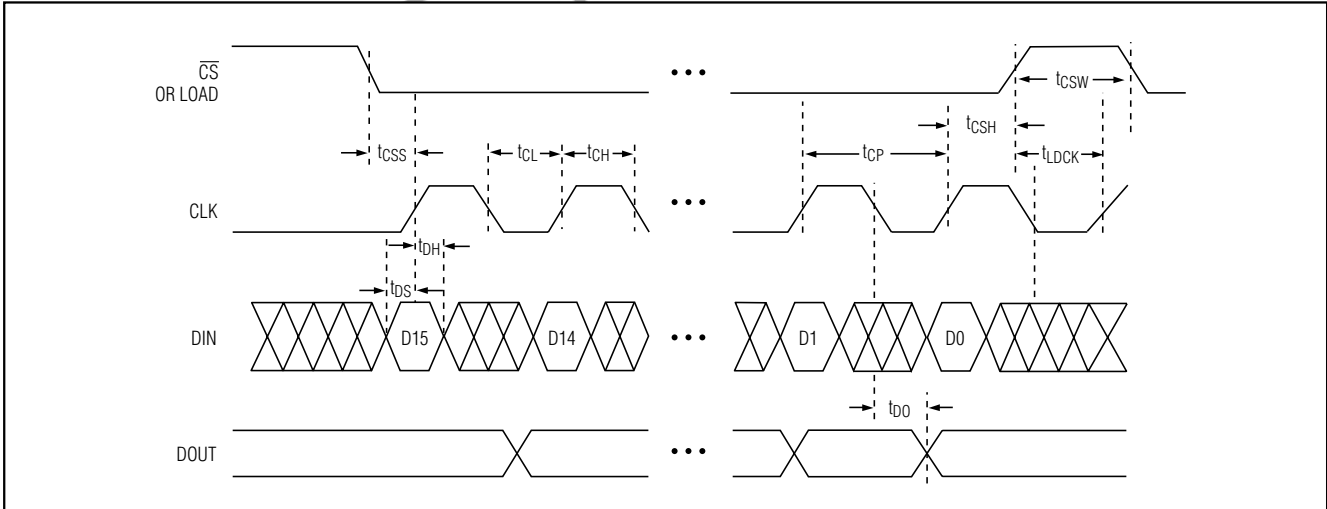 CS
OR LOAD
tCSW
tCSH
tCSS
tCL
tCH
tCP
tLDCK
CLK
tDH
tDS
DIN
D15
D14
D1
D0
tDO
DOUT